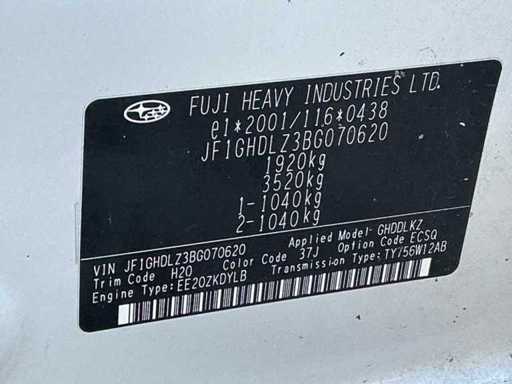 FUJI HEAVY INDUSTRIES LTD.
e1*2001/116*0438
JF1GHDLZ3BG070620
1920kg
3520kg
1-1040kg
2-1040kg
VIN JF1GHDLZ3BG070620 Applied Model GHDDLKZ
Trim Code H20 Color Code 37J Option Code ECSQ
Engine Type EE20ZKDYLB Transmission Type TY756W12AB